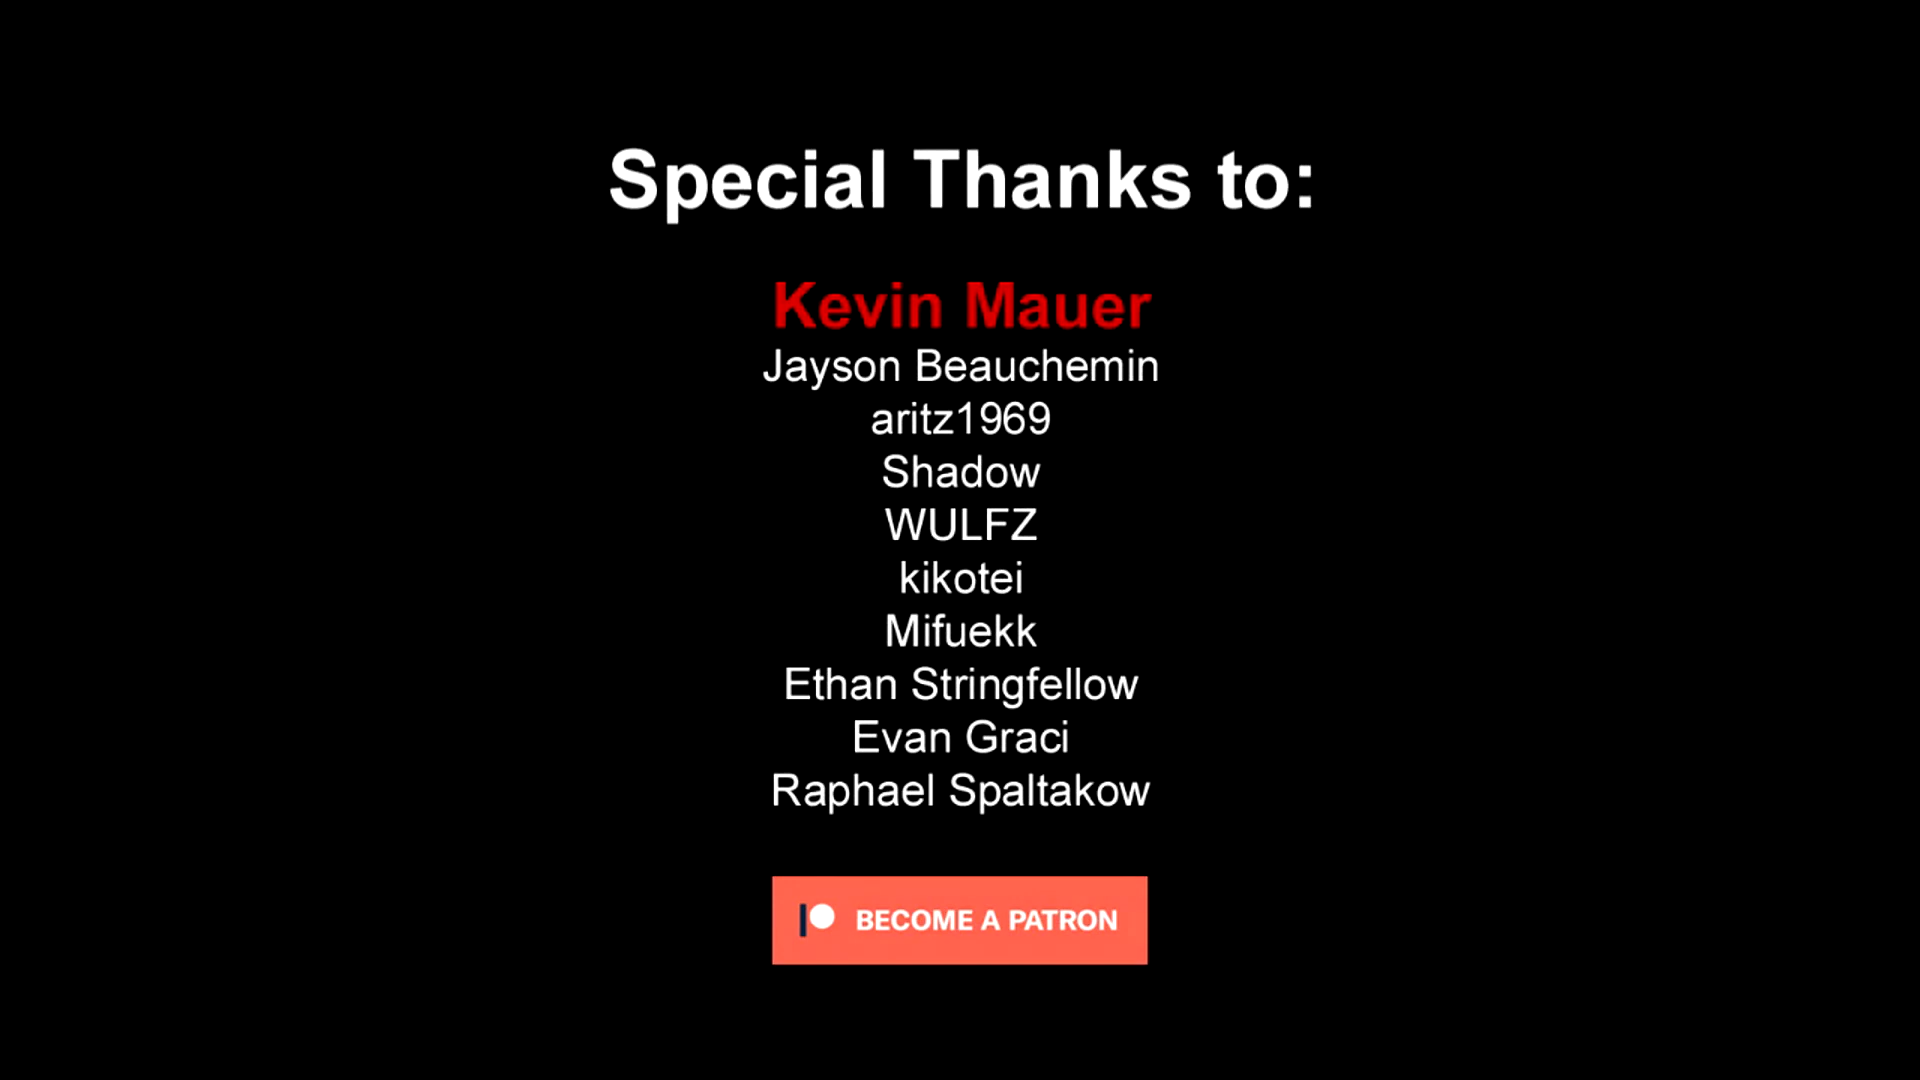 Special Thanks to:
Kevin Mauer
Jayson Beauchemin
aritz1969
Shadow
WULFZ
kikotei
Mifuekk
Ethan Stringfellow
Evan Graci
Raphael Spaltakow
BECOME A PATRON